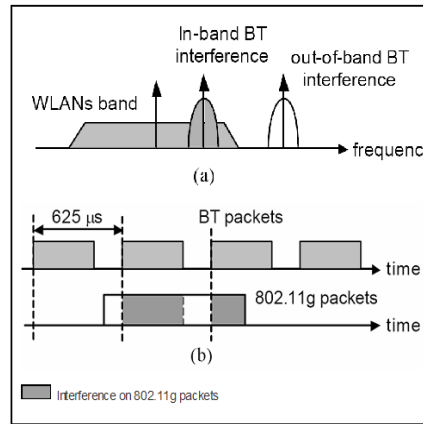 In-band BT
interference
out-of-band BT
interference
WLANs band
frequenc
(a)
625 µs
BT packets
time
802.11g packets
time
(b)
Interference on 802.11g packets